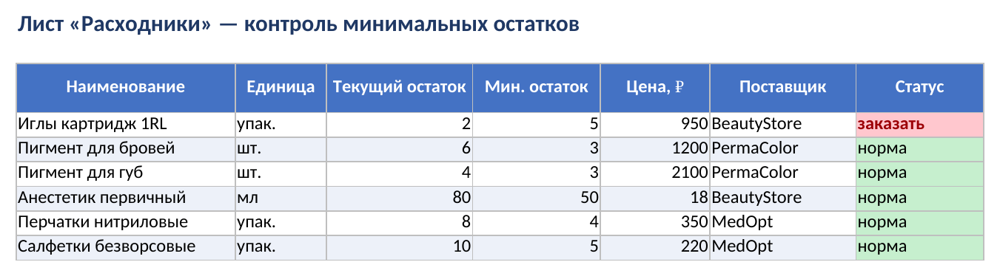 Лист «Расходники» — контроль минимальных остатков
Наименование Единица Текущий остаток Мин. остаток Цена, ₽ Поставщик Статус
Иглы картридж 1RL упак. 2 5 950 BeautyStore заказать
Пигмент для бровей шт. 6 3 1200 PermaColor норма
Пигмент для губ шт. 4 3 2100 PermaColor норма
Анестетик первичный мл 80 50 18 BeautyStore норма
Перчатки нитриловые упак. 8 4 350 MedOpt норма
Салфетки безворсовые упак. 10 5 220 MedOpt норма